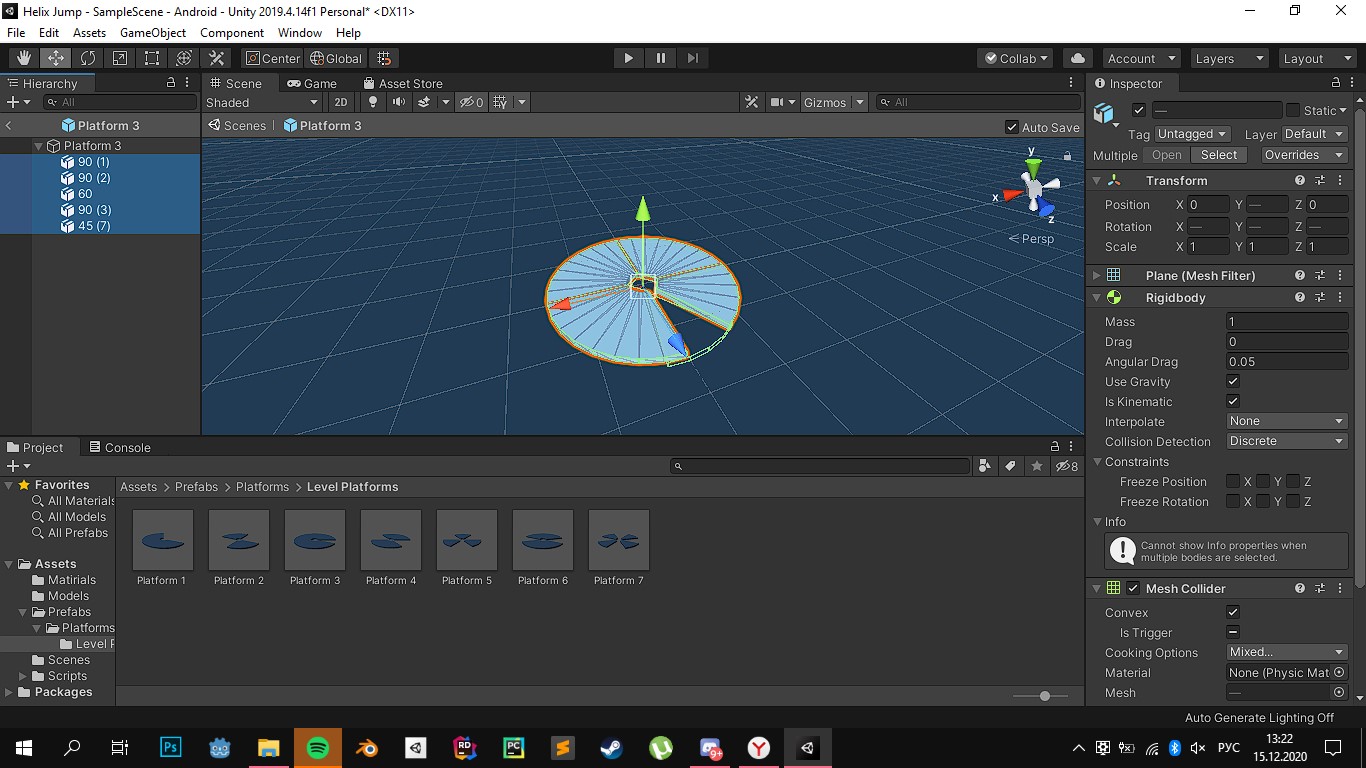 Helix Jump - SampleScene - Android - Unity 2019.4.14f1 Personal* <DX11>
File Edit Assets GameObject Component Window Help
Center Global Collab Account Layers Layout
Hierarchy
All
Platform 3
Platform 3
90 (1)
90 (2)
60
90 (3)
45 (7)
Scene Game Asset Store
Shaded 2D 0 Gizmos All
Scenes Platform 3 Auto Save
y
x
z
Persp
Inspector
— Static
Tag Untagged Layer Default
Multiple Open Select Overrides
Transform
Position X 0 Y — Z 0
Rotation X — Y — Z —
Scale X 1 Y 1 Z 1
Plane (Mesh Filter)
Rigidbody
Mass 1
Drag 0
Angular Drag 0.05
Use Gravity
Is Kinematic
Interpolate None
Collision Detection Discrete
Constraints
Freeze Position X Y Z
Freeze Rotation X Y Z
Info
Cannot show Info properties when
multiple bodies are selected.
Mesh Collider
Convex
Is Trigger
Cooking Options Mixed...
Material None (Physic Mat
Mesh —
Project Console
8
Favorites
All Materials
All Models
All Prefabs
Assets
Matirials
Models
Prefabs
Platforms
Level P
Scenes
Scripts
Packages
Assets > Prefabs > Platforms > Level Platforms
Platform 1 Platform 2 Platform 3 Platform 4 Platform 5 Platform 6 Platform 7
Auto Generate Lighting Off
Ps RD PC 9+ Y
РУС
13:22
15.12.2020